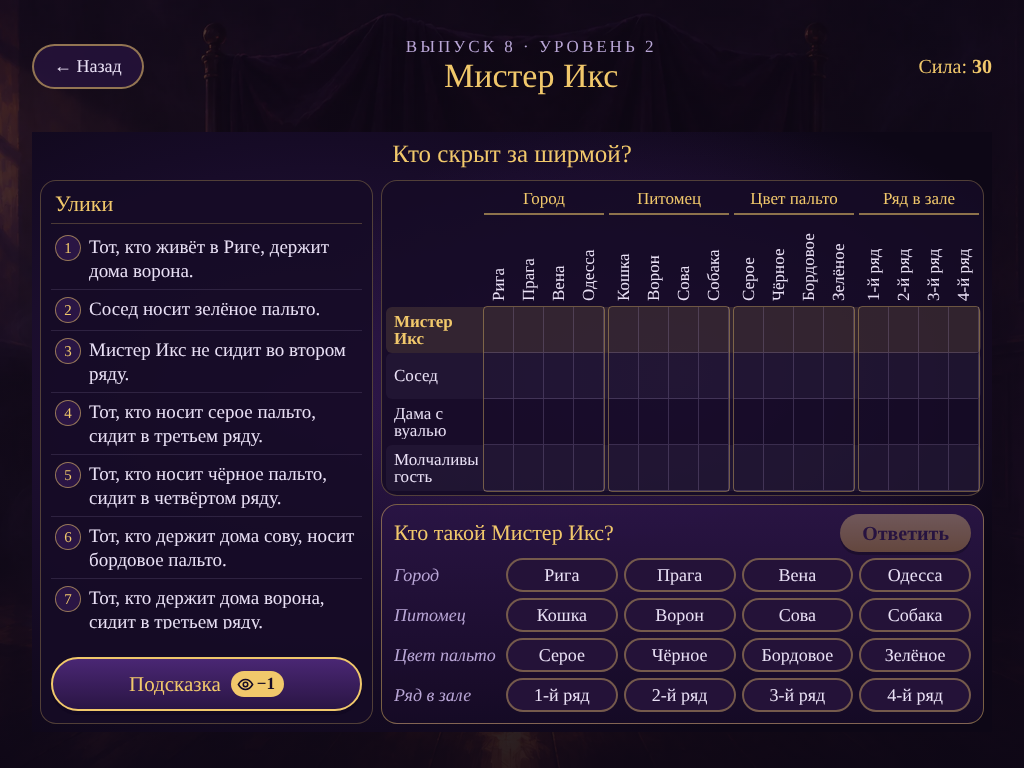 ← Назад
ВЫПУСК 8 · УРОВЕНЬ 2
Мистер Икс
Сила: 30
Кто скрыт за ширмой?
Улики
1 Тот, кто живёт в Риге, держит
дома ворона.
2 Сосед носит зелёное пальто.
3 Мистер Икс не сидит во втором
ряду.
4 Тот, кто носит серое пальто,
сидит в третьем ряду.
5 Тот, кто носит чёрное пальто,
сидит в четвёртом ряду.
6 Тот, кто держит дома сову, носит
бордовое пальто.
7 Тот, кто держит дома ворона,
сидит в третьем ряду.
Подсказка −1
Город Питомец Цвет пальто Ряд в зале
Рига Прага Вена Одесса Кошка Ворон Сова Собака Серое Чёрное Бордовое Зелёное 1-й ряд 2-й ряд 3-й ряд 4-й ряд
Мистер
Икс
Сосед
Дама с
вуалью
Молчаливы
гость
Кто такой Мистер Икс?
Ответить
Город Рига Прага Вена Одесса
Питомец Кошка Ворон Сова Собака
Цвет пальто Серое Чёрное Бордовое Зелёное
Ряд в зале 1-й ряд 2-й ряд 3-й ряд 4-й ряд